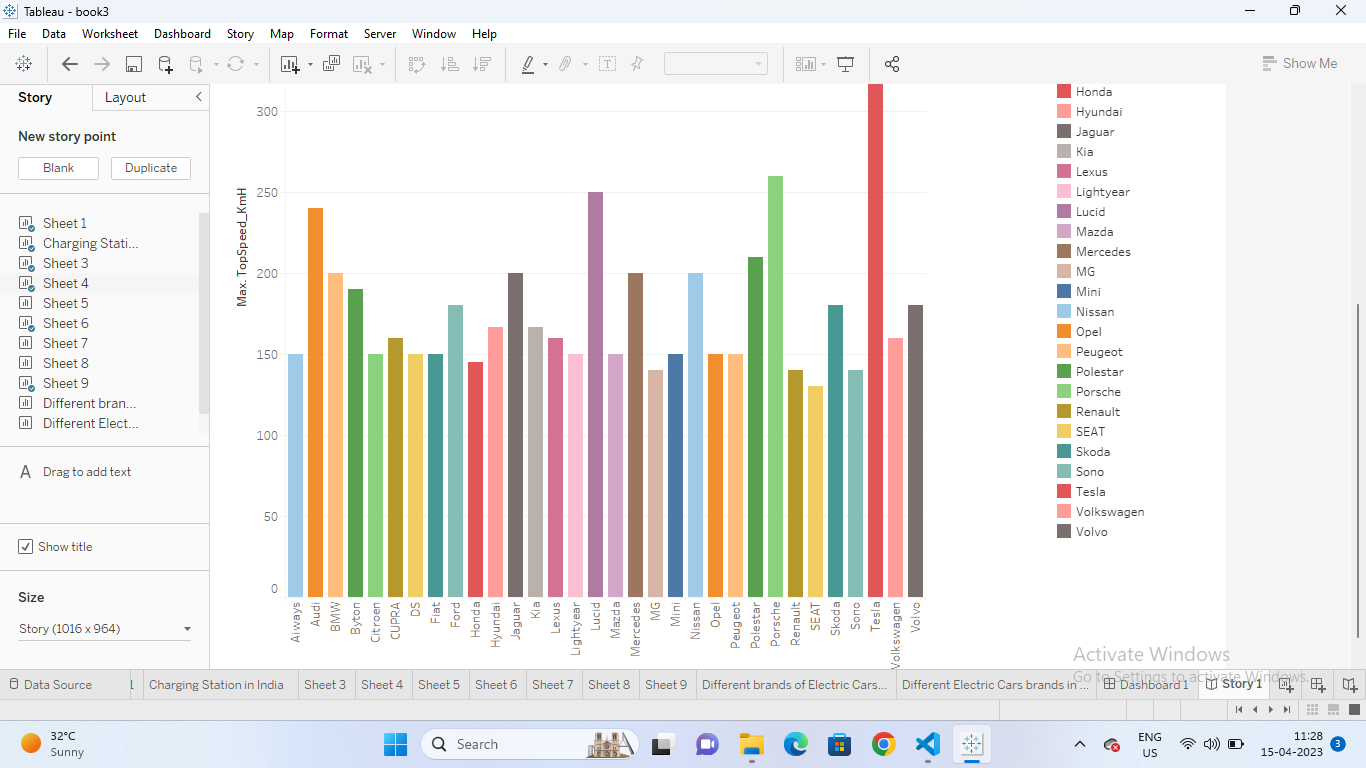 Tableau - book3
File Data Worksheet Dashboard Story Map Format Server Window Help
Show Me
Story Layout
New story point
Blank Duplicate
Sheet 1
Charging Stati...
Sheet 3
Sheet 4
Sheet 5
Sheet 6
Sheet 7
Sheet 8
Sheet 9
Different bran...
Different Elect...
A Drag to add text
Show title
Size
Story (1016 x 964)
Max. TopSpeed_KmH
300
250
200
150
100
50
0
Aiways Audi BMW Byton Citroen CUPRA DS Fiat Ford Honda Hyundai Jaguar Kia Lexus Lightyear Lucid Mazda Mercedes MG Mini Nissan Opel Peugeot Polestar Porsche Renault SEAT Skoda Sono Tesla Volkswagen Volvo
Honda
Hyundai
Jaguar
Kia
Lexus
Lightyear
Lucid
Mazda
Mercedes
MG
Mini
Nissan
Opel
Peugeot
Polestar
Porsche
Renault
SEAT
Skoda
Sono
Tesla
Volkswagen
Volvo
Activate Windows
Go to Settings to activate Windows.
Data Source 1 Charging Station in India Sheet 3 Sheet 4 Sheet 5 Sheet 6 Sheet 7 Sheet 8 Sheet 9 Different brands of Electric Cars... Different Electric Cars brands in ... Dashboard 1 Story 1
32°C
Sunny
Search
ENG
US
11:28
15-04-2023
3